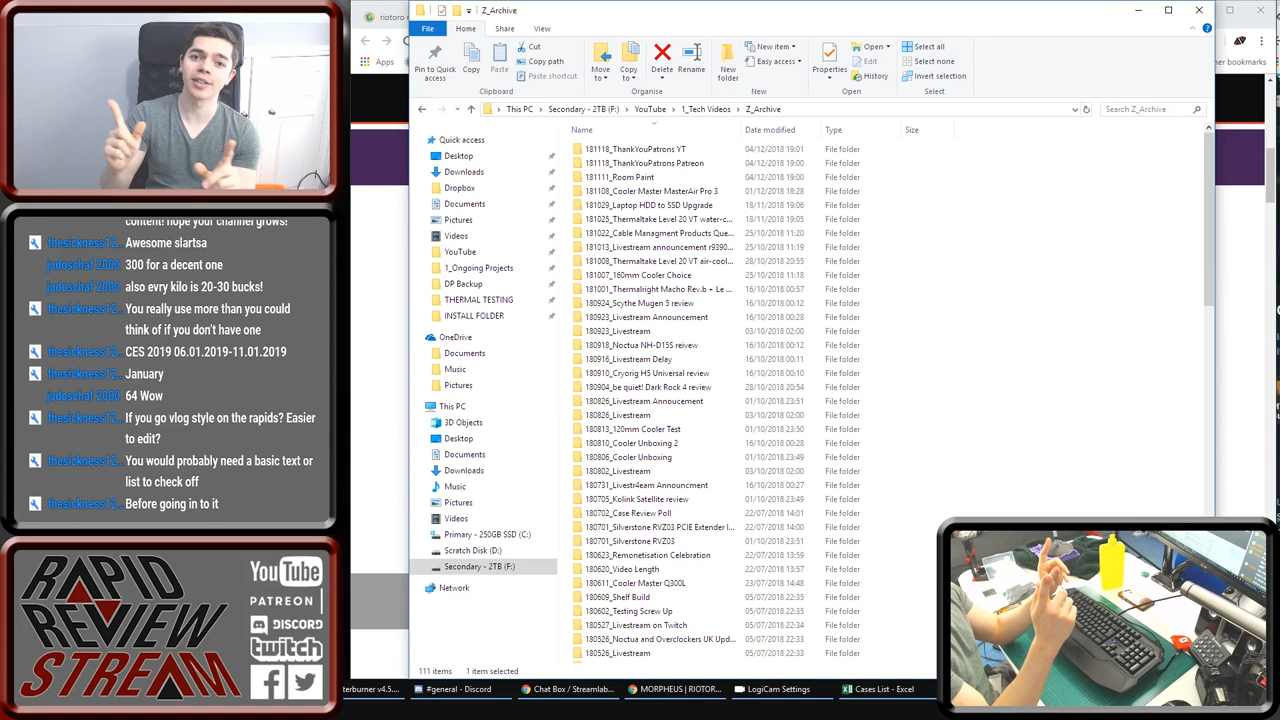 content! hope your channel grows!
thesickness12... Awesome slartsa
judoschaf 2000 300 for a decent one
judoschaf 2000 also evry kilo is 20-30 bucks!
thesickness12... You really use more than you could
think of if you don't have one
thesickness12... CES 2019 06.01.2019-11.01.2019
thesickness12... January
judoschaf 2000 64 Wow
thesickness12... If you go vlog style on the rapids? Easier
to edit?
thesickness12... You would probably need a basic text or
list to check off
thesickness12... Before going in to it
RAPID
REVIEW
STREAM
YouTube
PATREON
DISCORD
twitch
riotoro
Apps
er bookmarks
Z_Archive
File Home Share View
Pin to Quick
access
Copy
Paste
Cut
Copy path
Paste shortcut
Clipboard
Move
to
Copy
to
Delete
Rename
Organise
New
folder
New item
Easy access
New
Properties
Open
Edit
History
Open
Select all
Select none
Invert selection
Select
This PC > Secondary - 2TB (F:) > YouTube > 1_Tech Videos > Z_Archive
Search Z_Archive
Quick access
Desktop
Downloads
Dropbox
Documents
Pictures
Videos
YouTube
1_Ongoing Projects
DP Backup
THERMAL TESTING
INSTALL FOLDER
OneDrive
Documents
Music
Pictures
This PC
3D Objects
Desktop
Documents
Downloads
Music
Pictures
Videos
Primary - 250GB SSD (C:)
Scratch Disk (D:)
Secondary - 2TB (F:)
Network
Name Date modified Type Size
181118_ThankYouPatrons YT 04/12/2018 19:01 File folder
181118_ThankYouPatrons Patreon 04/12/2018 19:00 File folder
181111_Room Paint 04/12/2018 19:00 File folder
181108_Cooler Master MasterAir Pro 3 01/12/2018 18:28 File folder
181029_Laptop HDD to SSD Upgrade 18/11/2018 19:06 File folder
181025_Thermaltake Level 20 VT water-c... 18/11/2018 19:05 File folder
181022_Cable Managment Products Que... 25/11/2018 11:20 File folder
181013_Livestream announcement r9390... 25/11/2018 11:19 File folder
181008_Thermaltake Level 20 VT air-cool... 28/10/2018 20:55 File folder
181007_160mm Cooler Choice 25/11/2018 11:18 File folder
181001_Thermalright Macho Rev.b + Le ... 16/10/2018 00:57 File folder
180924_Scythe Mugen 5 review 16/10/2018 00:12 File folder
180923_Livestream Announcement 16/10/2018 00:28 File folder
180923_Livestream 03/10/2018 02:00 File folder
180918_Noctua NH-D15S reivew 16/10/2018 00:12 File folder
180916_Livestream Delay 16/10/2018 00:11 File folder
180910_Cryorig H5 Universal review 16/10/2018 00:12 File folder
180904_be quiet! Dark Rock 4 review 28/10/2018 20:54 File folder
180826_Livestream Anoucement 01/10/2018 23:51 File folder
180826_Livestream 03/10/2018 02:00 File folder
180813_120mm Cooler Test 01/10/2018 23:50 File folder
180810_Cooler Unboxing 2 16/10/2018 00:28 File folder
180806_Cooler Unboxing 01/10/2018 23:49 File folder
180802_Livestream 03/10/2018 02:00 File folder
180731_Livestr4eam Announcment 16/10/2018 00:27 File folder
180705_Kolink Satellite review 01/10/2018 23:49 File folder
180702_Case Review Poll 22/07/2018 14:01 File folder
180701_Silverstone RVZ03 PCIE Extender I... 22/07/2018 14:00 File folder
180701_Silverstone RVZ03 01/10/2018 23:51 File folder
180623_Remonetisation Celebration 22/07/2018 13:59 File folder
180620_Video Length 22/07/2018 13:57 File folder
180611_Cooler Master Q300L 23/07/2018 14:48 File folder
180609_Shelf Build 05/07/2018 22:35 File folder
180602_Testing Screw Up 05/07/2018 22:35 File folder
180527_Livestream on Twitch 05/07/2018 22:34 File folder
180526_Noctua and Overclockers UK Upd... 05/07/2018 22:33 File folder
180526_Livestream 05/07/2018 22:33 File folder
111 items 1 item selected
terburner v4.5.... #general - Discord Chat Box / Streamlab... MORPHEUS | RIOTOR... LogiCam Settings Cases List - Excel